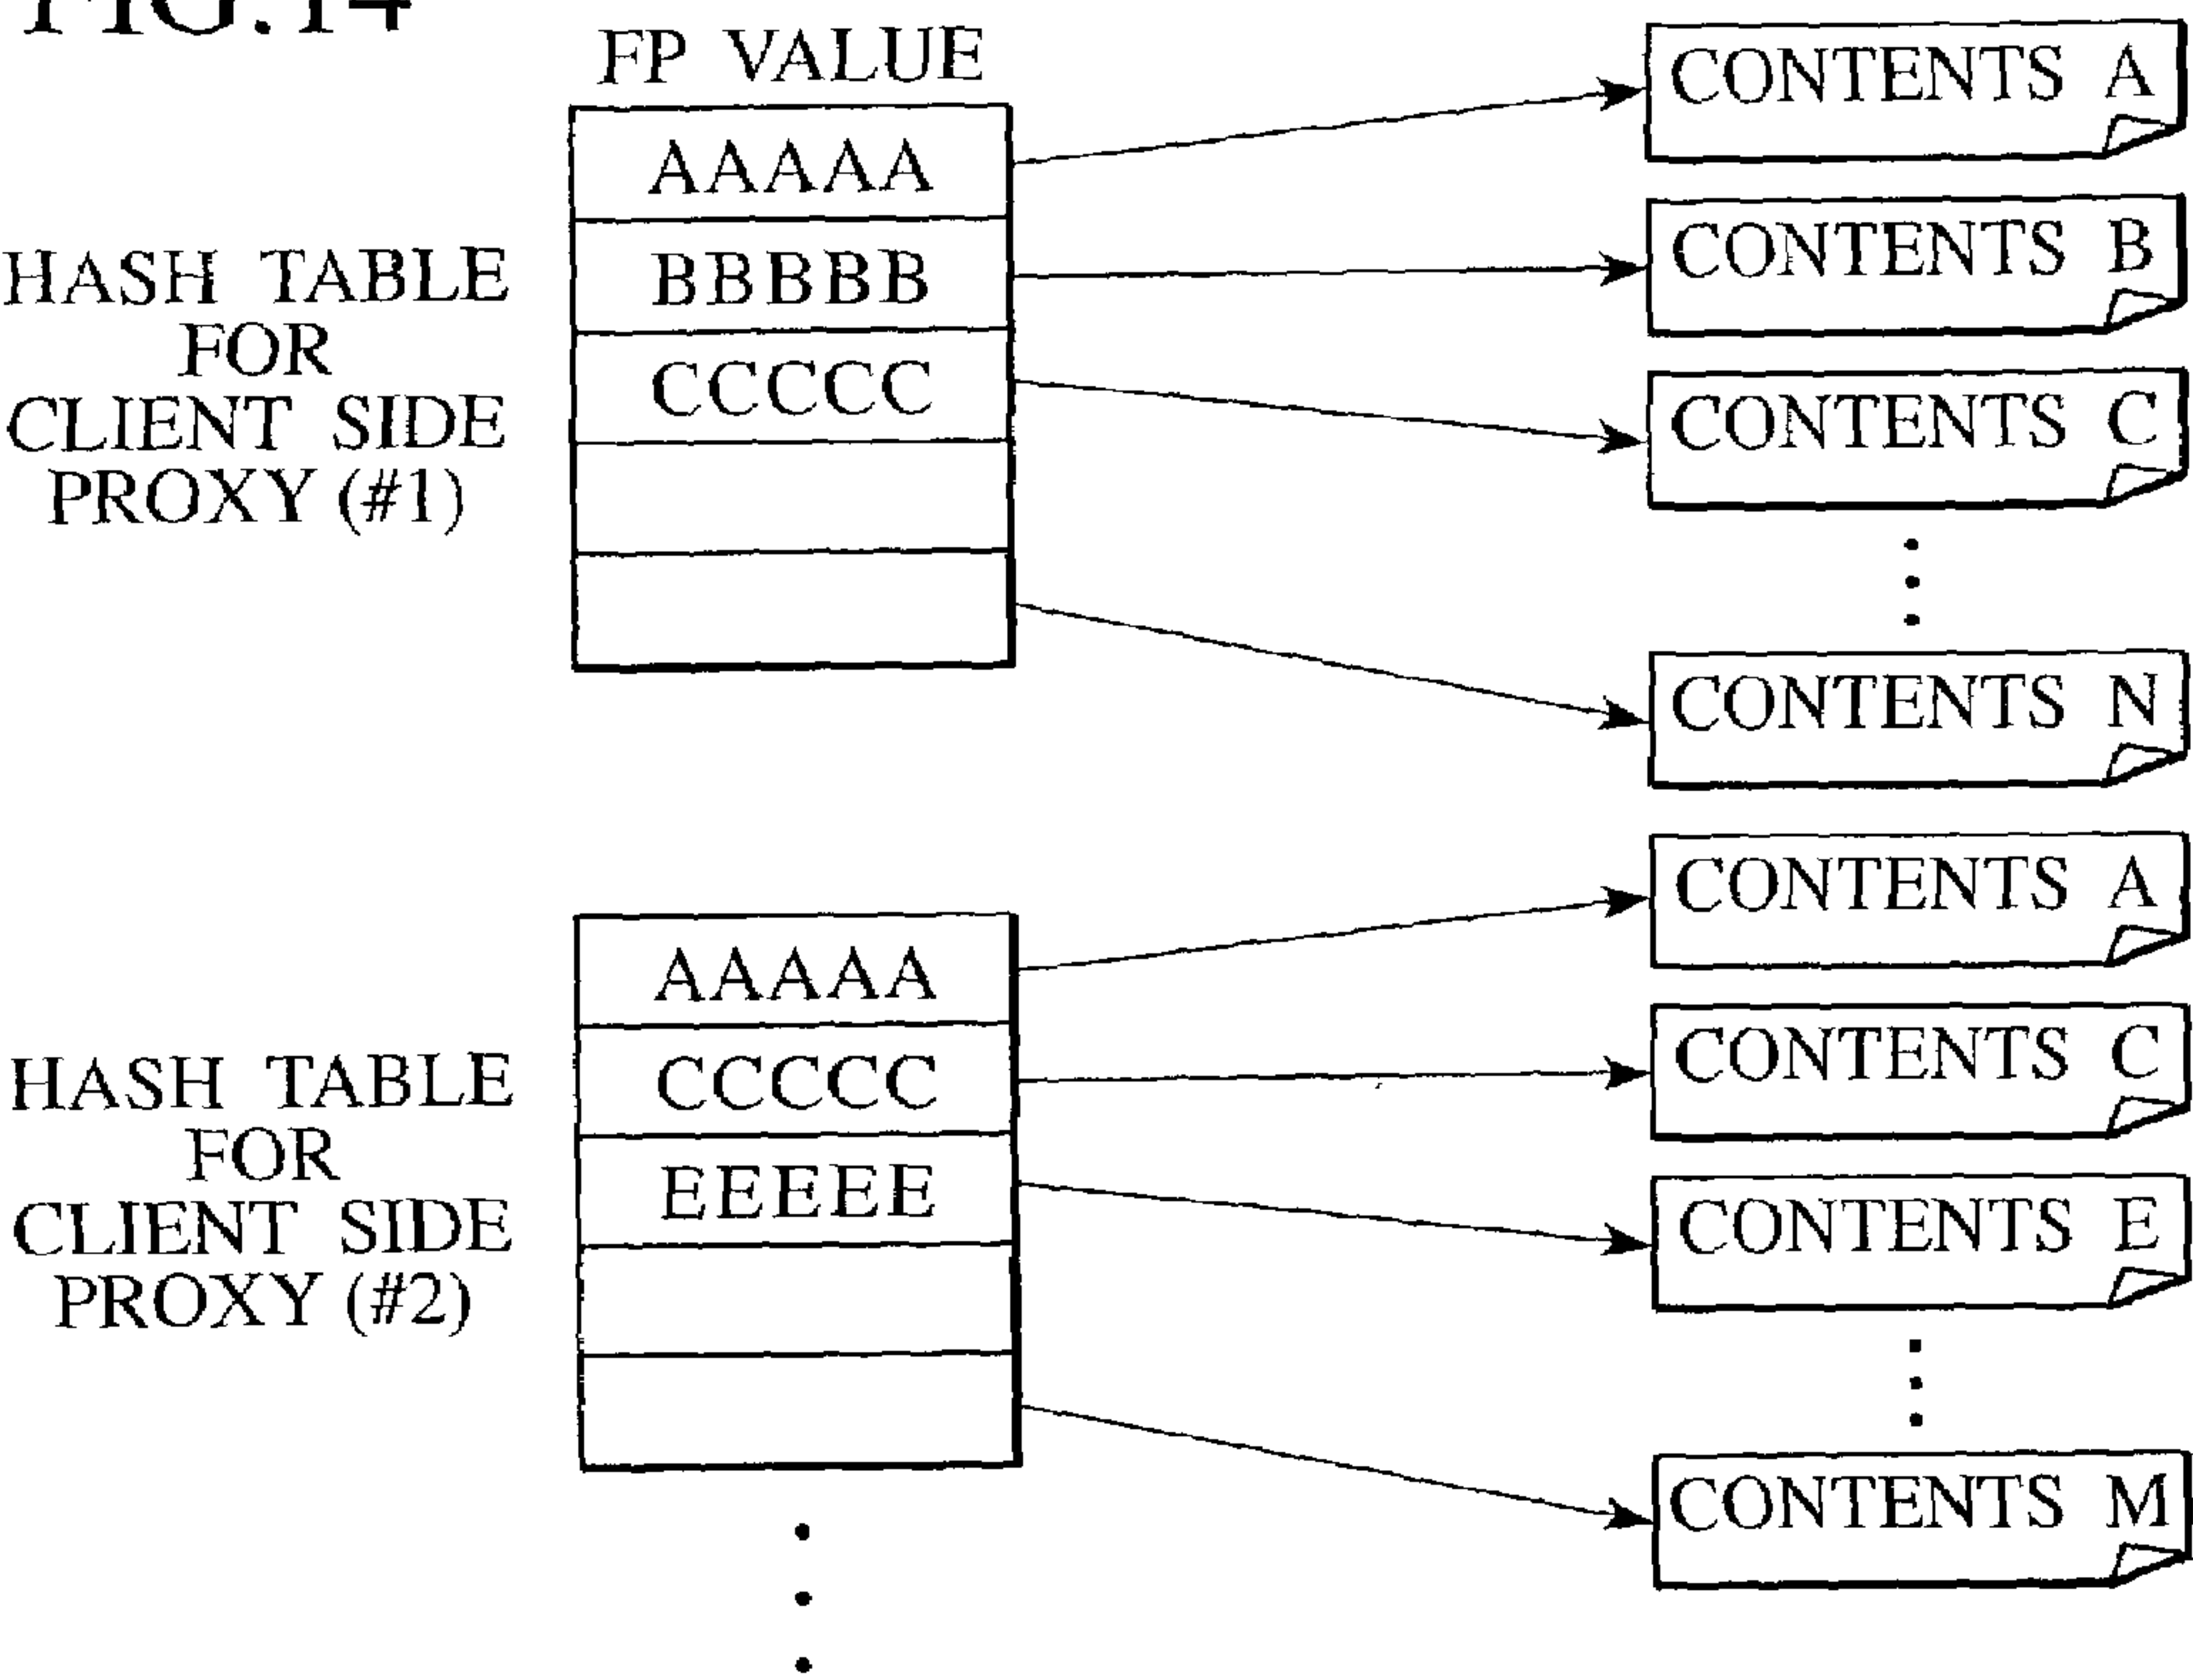 FIG.14
FP VALUE
HASH TABLE
FOR
CLIENT SIDE
PROXY (#1)
AAAAA
BBBBB
CCCCC
CONTENTS A
CONTENTS B
CONTENTS C
CONTENTS N
HASH TABLE
FOR
CLIENT SIDE
PROXY (#2)
AAAAA
CCCCC
EEEEE
CONTENTS A
CONTENTS C
CONTENTS E
CONTENTS M